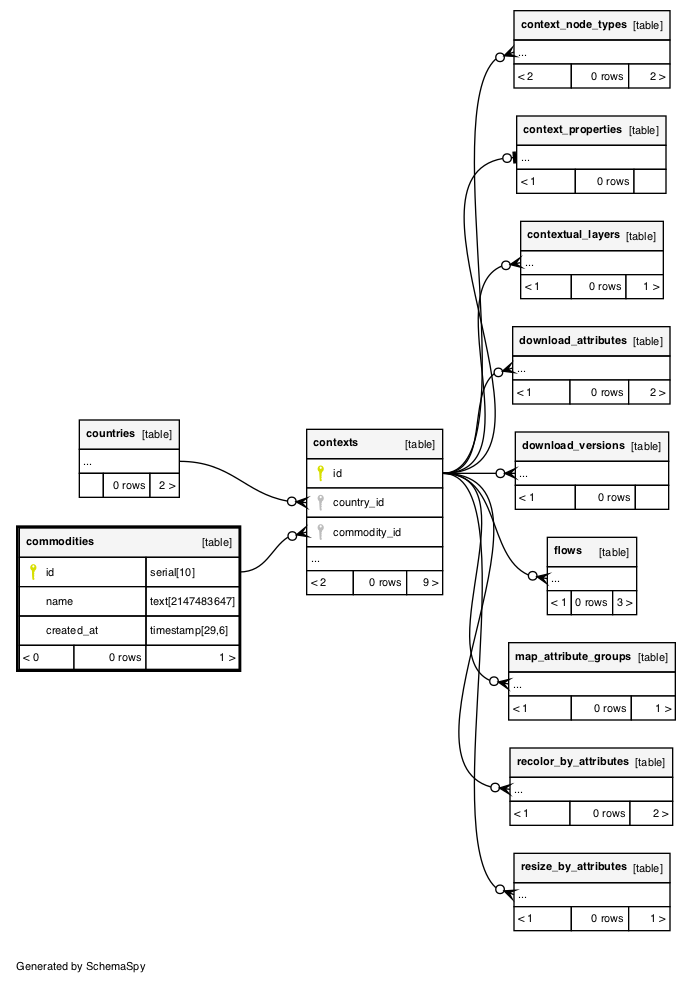 context_node_types [table]
...
< 2 0 rows 2 >
context_properties [table]
...
< 1 0 rows
contextual_layers [table]
...
< 1 0 rows 1 >
download_attributes [table]
...
< 1 0 rows 2 >
countries [table]
...
0 rows 2 >
contexts [table]
id
country_id
commodity_id
...
< 2 0 rows 9 >
download_versions [table]
...
< 1 0 rows
commodities [table]
id serial[10]
name text[2147483647]
created_at timestamp[29,6]
< 0 0 rows 1 >
flows [table]
...
< 1 0 rows 3 >
map_attribute_groups [table]
...
< 1 0 rows 1 >
recolor_by_attributes [table]
...
< 1 0 rows 2 >
resize_by_attributes [table]
...
< 1 0 rows 1 >
Generated by SchemaSpy